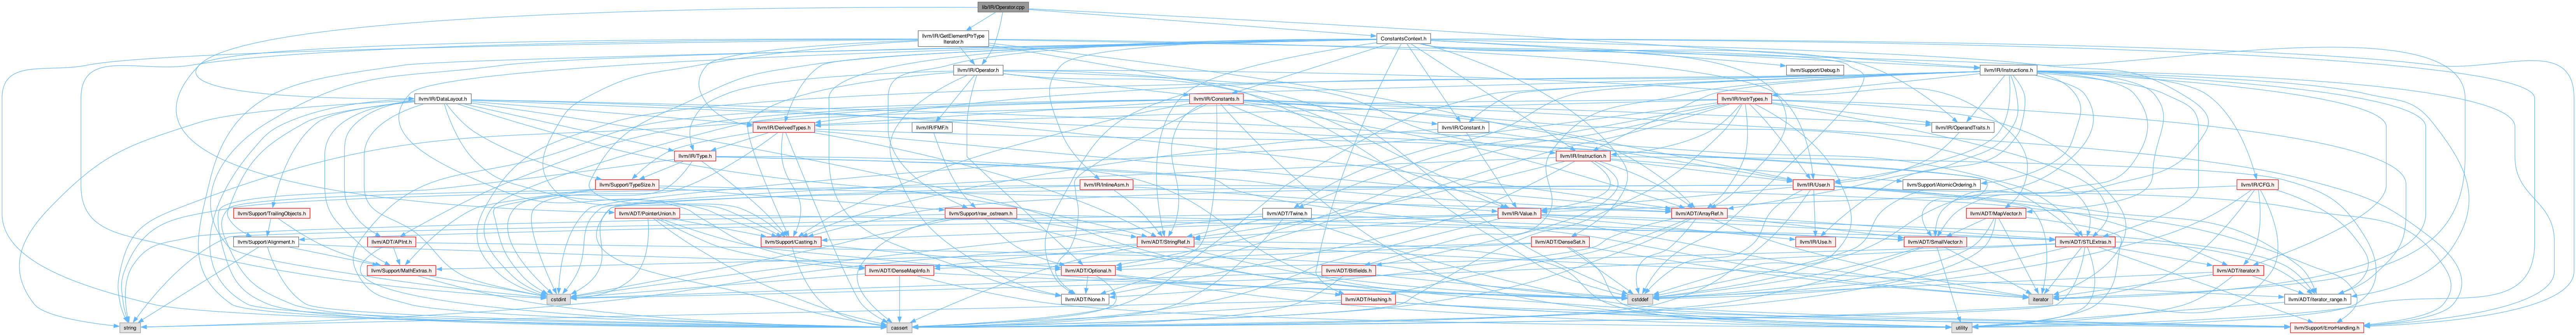 lib/IR/Operator.cpp
llvm/IR/GetElementPtrType
Iterator.h
ConstantsContext.h
llvm/IR/Operator.h
llvm/Support/Debug.h
llvm/IR/Instructions.h
llvm/IR/DataLayout.h
llvm/IR/Constants.h
llvm/IR/InstrTypes.h
llvm/IR/DerivedTypes.h
llvm/IR/FMF.h
llvm/IR/Constant.h
llvm/IR/OperandTraits.h
llvm/IR/Type.h
llvm/IR/Instruction.h
llvm/Support/TypeSize.h
llvm/IR/InlineAsm.h
llvm/IR/User.h
llvm/Support/AtomicOrdering.h
llvm/IR/CFG.h
llvm/Support/TrailingObjects.h
llvm/ADT/PointerUnion.h
llvm/Support/raw_ostream.h
llvm/ADT/Twine.h
llvm/IR/Value.h
llvm/ADT/ArrayRef.h
llvm/ADT/MapVector.h
llvm/Support/Alignment.h
llvm/ADT/APInt.h
llvm/Support/Casting.h
llvm/ADT/StringRef.h
llvm/ADT/DenseSet.h
llvm/IR/Use.h
llvm/ADT/SmallVector.h
llvm/ADT/STLExtras.h
llvm/Support/MathExtras.h
llvm/ADT/DenseMapInfo.h
llvm/ADT/Optional.h
llvm/ADT/Bitfields.h
llvm/ADT/iterator.h
cstdint
llvm/ADT/None.h
llvm/ADT/Hashing.h
cstddef
iterator
llvm/ADT/iterator_range.h
string
cassert
utility
llvm/Support/ErrorHandling.h